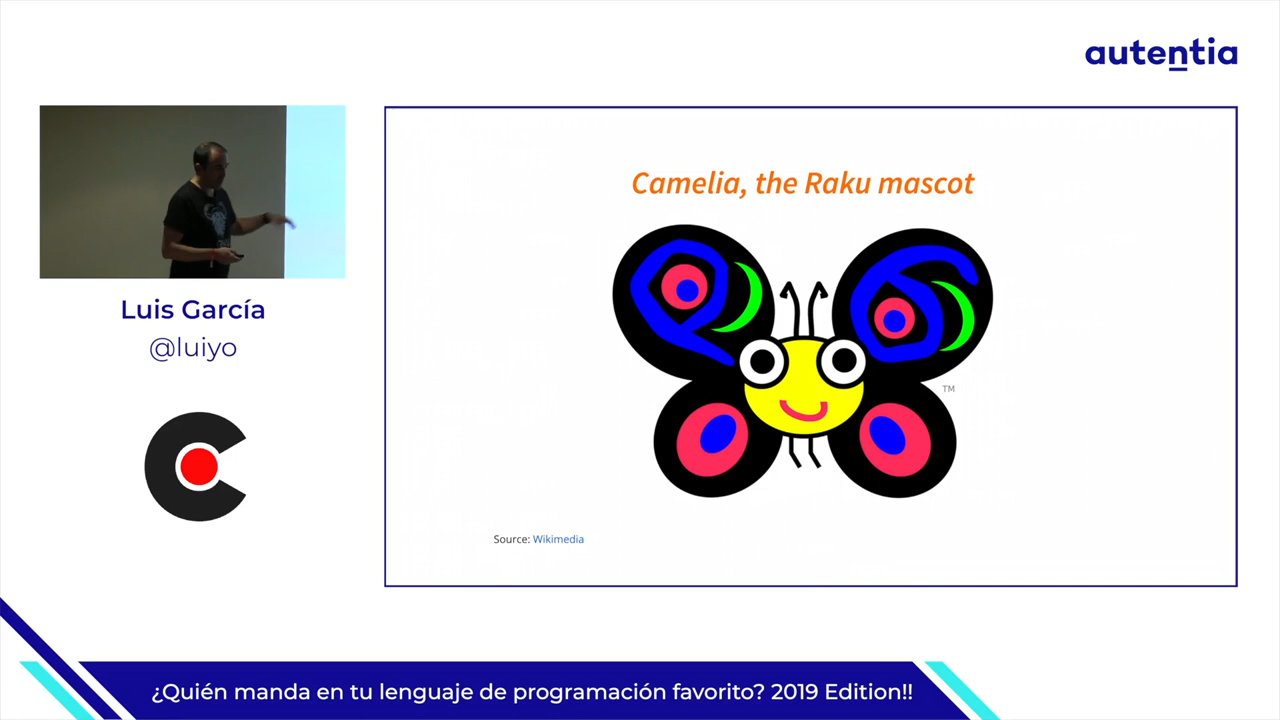 autentia
Camelia, the Raku mascot
TM
Source: Wikimedia
Luis García
@luiyo
¿Quién manda en tu lenguaje de programación favorito? 2019 Edition!!